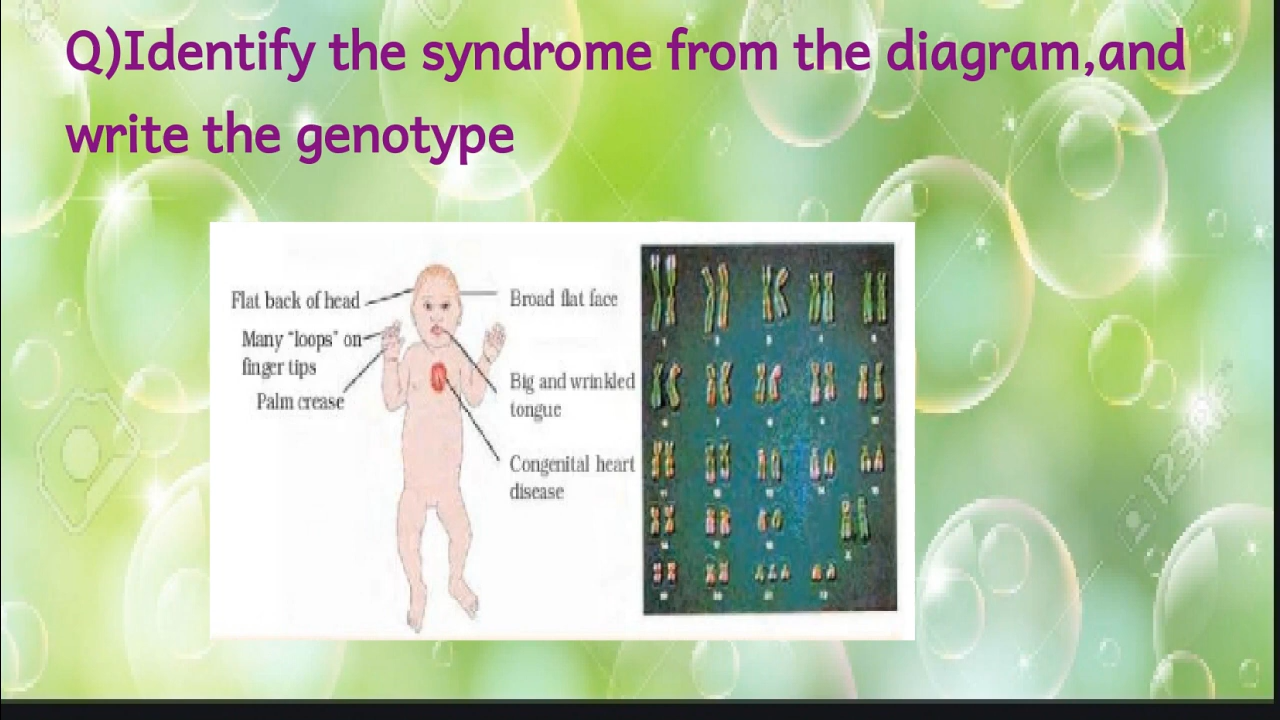 Q)Identify the syndrome from the diagram,and
write the genotype
Flat back of head
Many "loops" on
finger tips
Palm crease
Broad flat face
Big and wrinkled
tongue
Congenital heart
disease
123RF